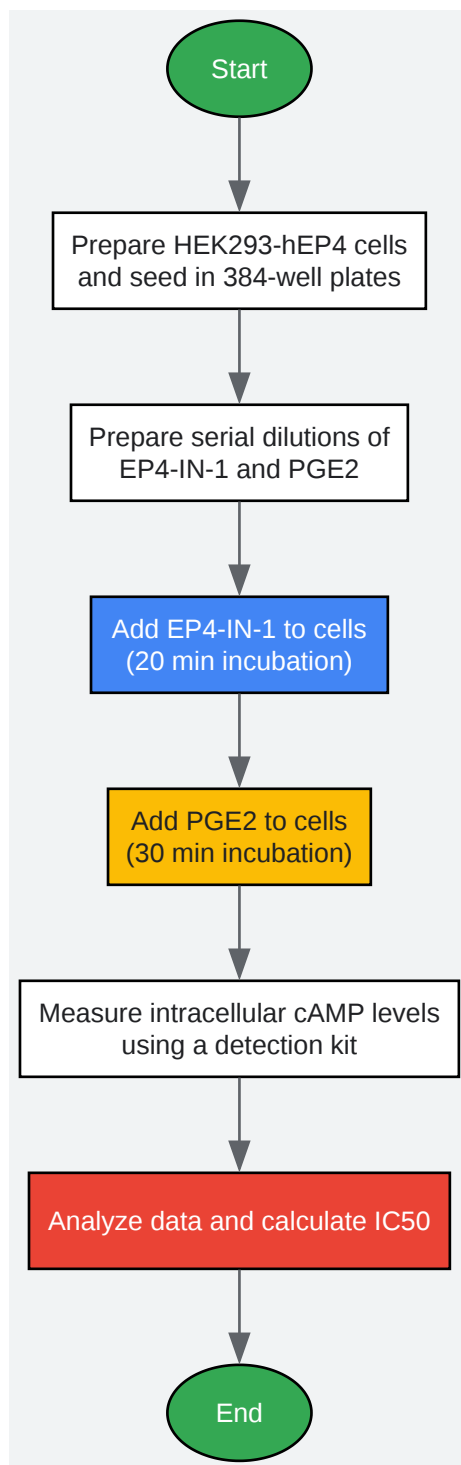 Start
Prepare HEK293-hEP4 cells
and seed in 384-well plates
Prepare serial dilutions of
EP4-IN-1 and PGE2
Add EP4-IN-1 to cells
(20 min incubation)
Add PGE2 to cells
(30 min incubation)
Measure intracellular cAMP levels
using a detection kit
Analyze data and calculate IC50
End